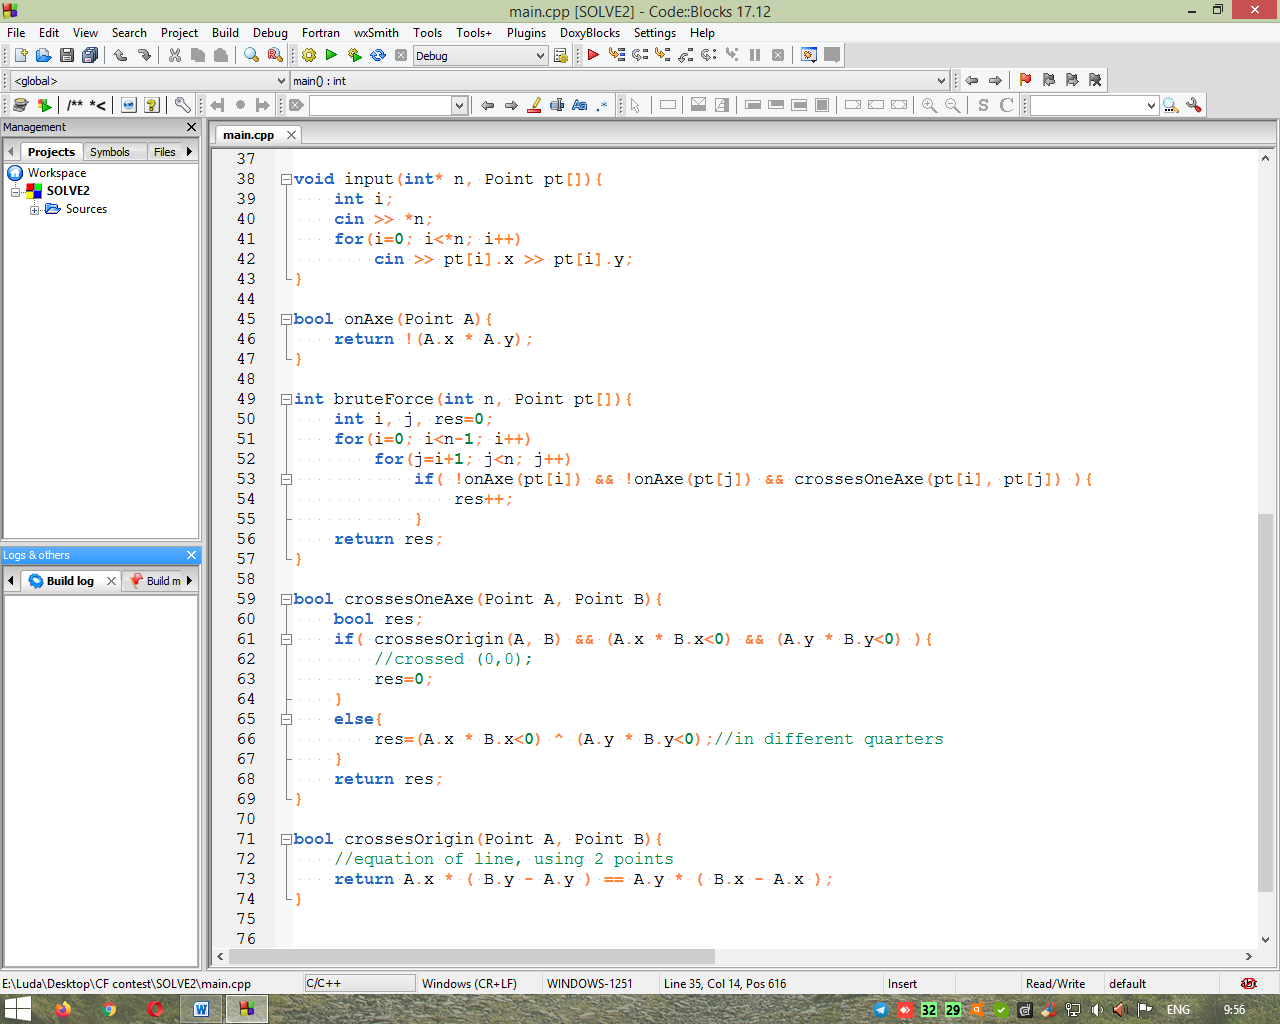 main.cpp [SOLVE2] - Code::Blocks 17.12
File Edit View Search Project Build Debug Fortran wxSmith Tools Tools+ Plugins DoxyBlocks Settings Help
Debug
<global> main() : int
/** *<
Aa .*
S C
Management
Projects Symbols Files
Workspace
SOLVE2
Sources
Logs & others
Build log Build m
main.cpp
37
38 void input(int* n, Point pt[]){
39 int i;
40 cin >> *n;
41 for(i=0; i<*n; i++)
42 cin >> pt[i].x >> pt[i].y;
43 }
44
45 bool onAxe(Point A){
46 return !(A.x * A.y);
47 }
48
49 int bruteForce(int n, Point pt[]){
50 int i, j, res=0;
51 for(i=0; i<n-1; i++)
52 for(j=i+1; j<n; j++)
53 if( !onAxe(pt[i]) && !onAxe(pt[j]) && crossesOneAxe(pt[i], pt[j]) ){
54 res++;
55 }
56 return res;
57 }
58
59 bool crossesOneAxe(Point A, Point B){
60 bool res;
61 if( crossesOrigin(A, B) && (A.x * B.x<0) && (A.y * B.y<0) ){
62 //crossed (0,0);
63 res=0;
64 }
65 else{
66 res=(A.x * B.x<0) ^ (A.y * B.y<0);//in different quarters
67 }
68 return res;
69 }
70
71 bool crossesOrigin(Point A, Point B){
72 //equation of line, using 2 points
73 return A.x * ( B.y - A.y ) == A.y * ( B.x - A.x );
74 }
75
76
E:\Luda\Desktop\CF contest\SOLVE2\main.cpp C/C++ Windows (CR+LF) WINDOWS-1251 Line 35, Col 14, Pos 616 Insert Read/Write default
32 29 ENG 9:56